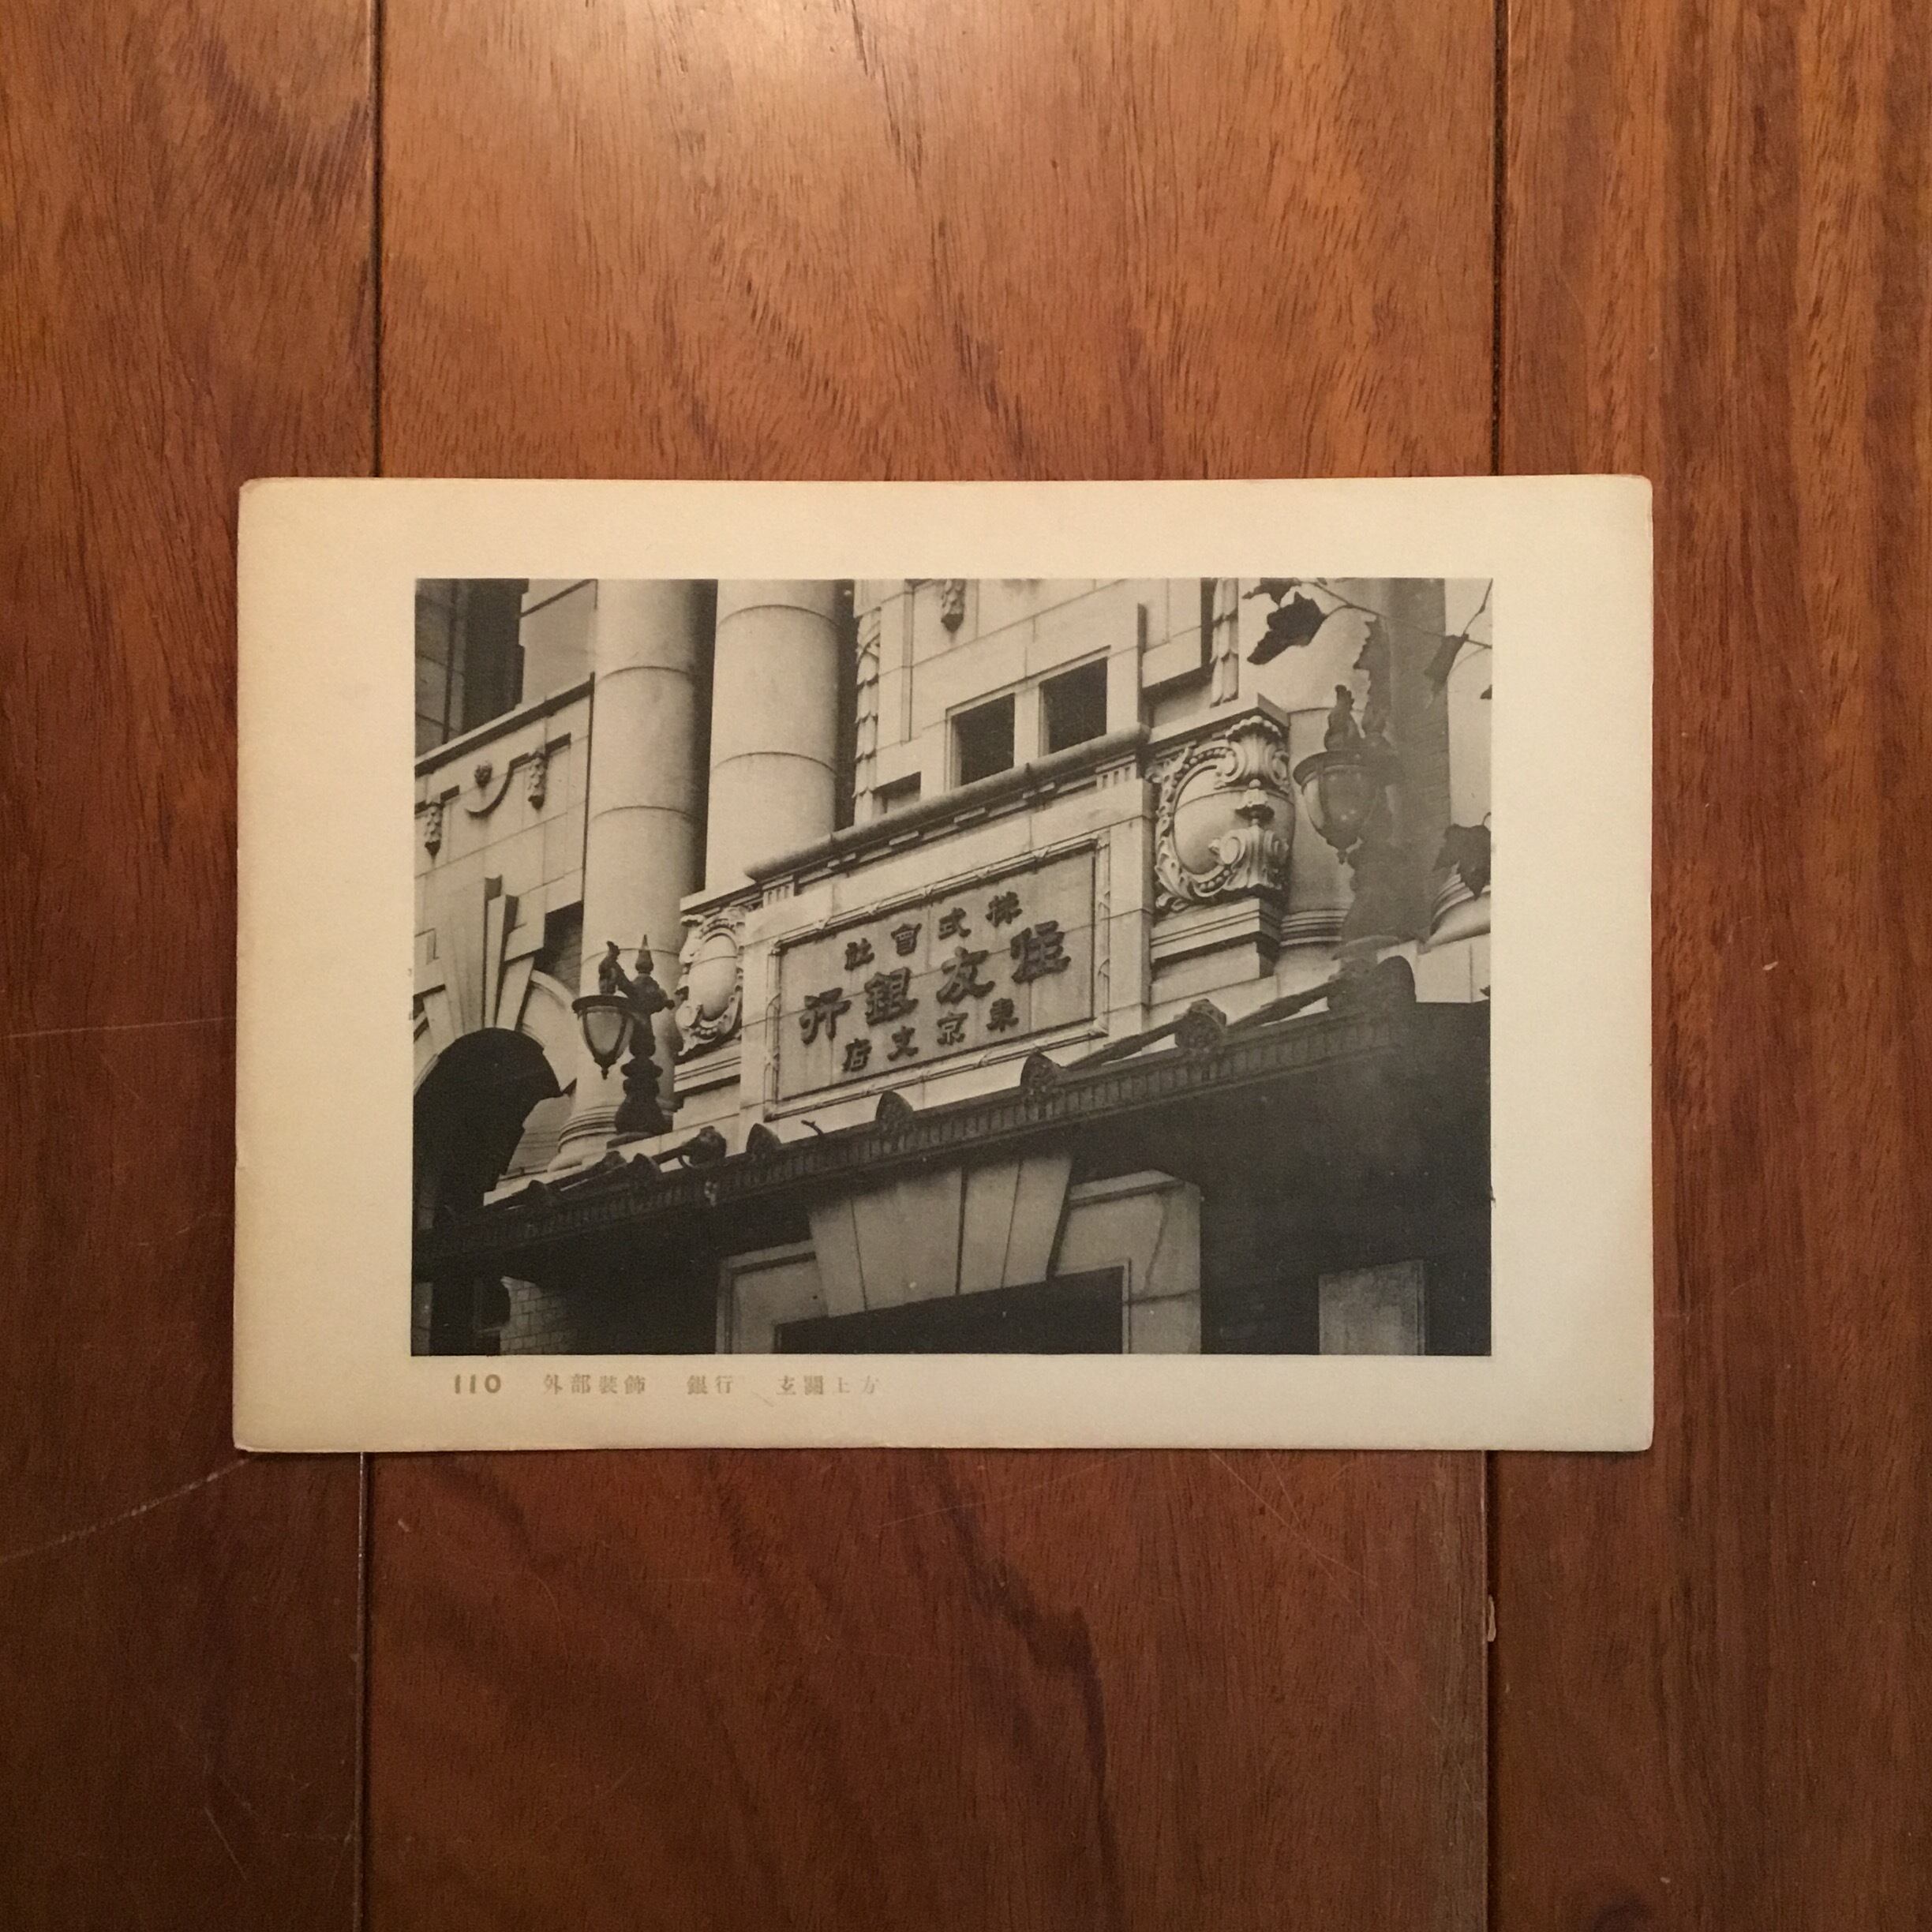 株式會社
住友銀行
東京支店
110 外部裝飾 銀行 玄關上方